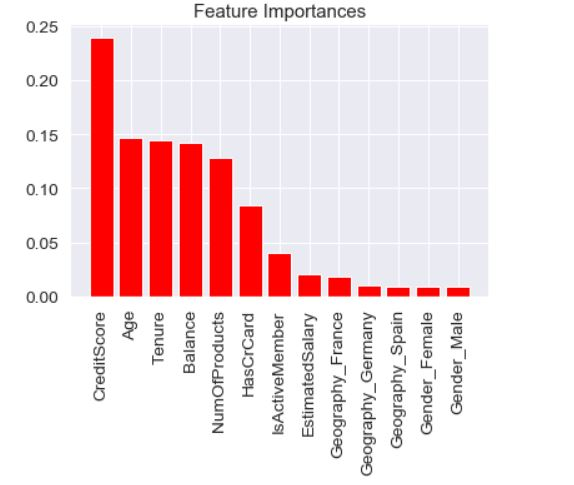 Feature Importances
0.25
0.20
0.15
0.10
0.05
0.00
CreditScore
Age
Tenure
Balance
NumOfProducts
HasCrCard
IsActiveMember
EstimatedSalary
Geography_France
Geography_Germany
Geography_Spain
Gender_Female
Gender_Male